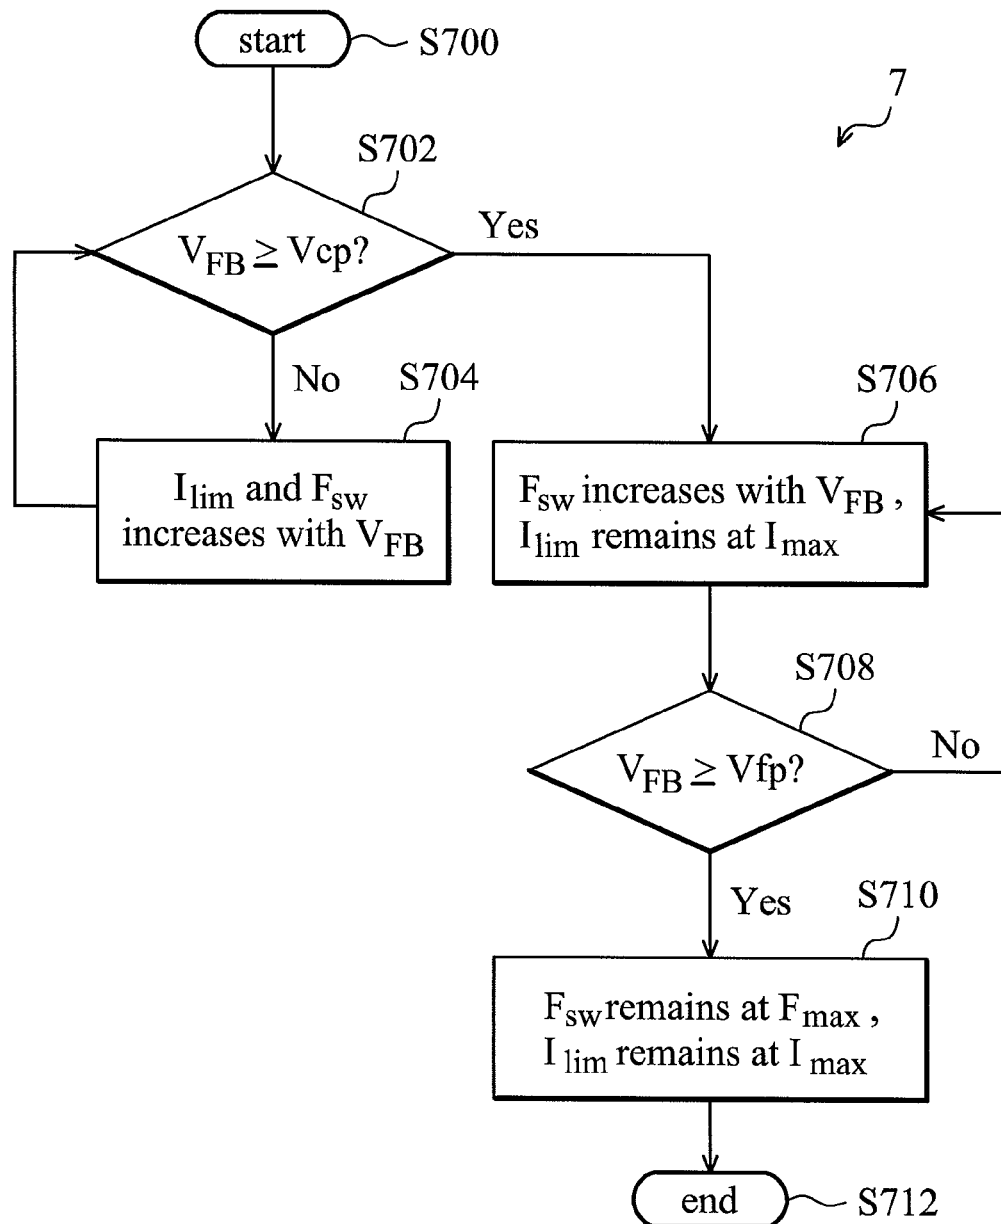 start
S700
7
S702
V_FB ≥ Vcp?
Yes
No
S704
I_lim and F_sw
increases with V_FB
S706
F_sw increases with V_FB ,
I_lim remains at I_max
S708
V_FB ≥ Vfp?
No
Yes
S710
F_sw remains at F_max ,
I_lim remains at I_max
end
S712